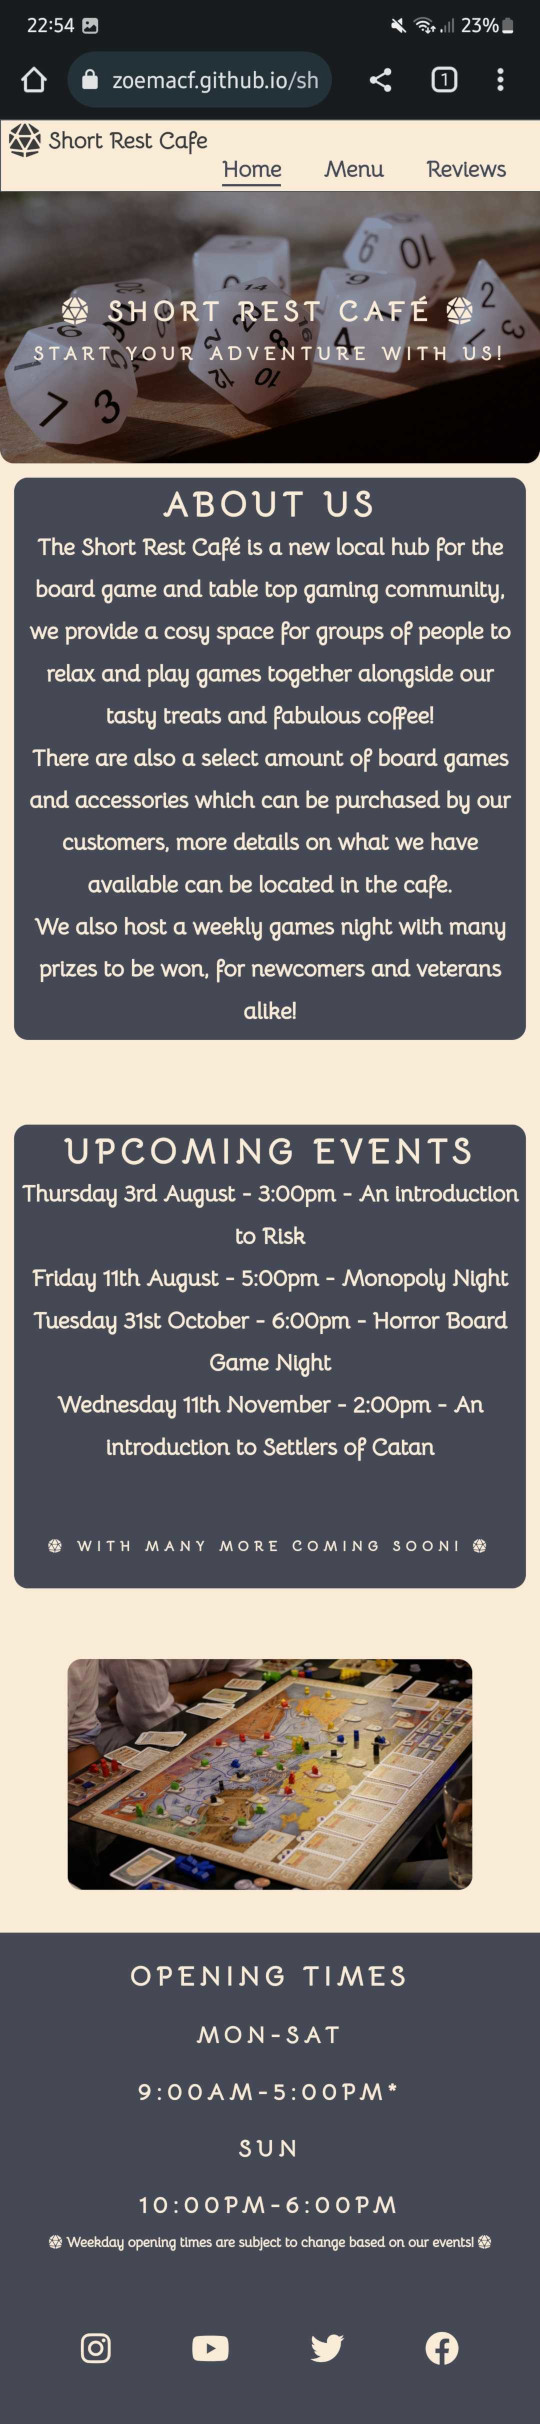 22:54 23%
zoemacf.github.io/sh 1
Short Rest Cafe
Home Menu Reviews
SHORT REST CAFÉ
START YOUR ADVENTURE WITH US!
ABOUT US
The Short Rest Café is a new local hub for the
board game and table top gaming community,
we provide a cosy space for groups of people to
relax and play games together alongside our
tasty treats and fabulous coffee!
There are also a select amount of board games
and accessories which can be purchased by our
customers, more details on what we have
available can be located in the cafe.
We also host a weekly games night with many
prizes to be won, for newcomers and veterans
alike!
UPCOMING EVENTS
Thursday 3rd August - 3:00pm - An introduction
to Risk
Friday 11th August - 5:00pm - Monopoly Night
Tuesday 31st October - 6:00pm - Horror Board
Game Night
Wednesday 11th November - 2:00pm - An
introduction to Settlers of Catan
WITH MANY MORE COMING SOON!
OPENING TIMES
MON-SAT
9:00AM-5:00PM*
SUN
10:00PM-6:00PM
Weekday opening times are subject to change based on our events!